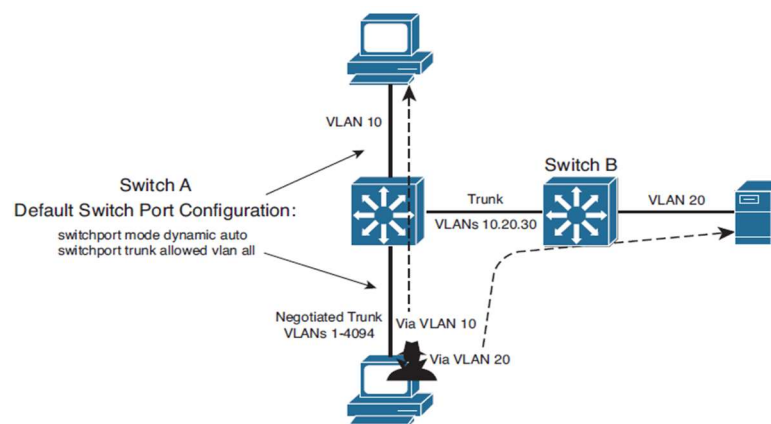 VLAN 10
Switch A
Default Switch Port Configuration:
switchport mode dynamic auto
switchport trunk allowed vlan all
Switch B
Trunk
VLANs 10.20.30
VLAN 20
Negotiated Trunk
VLANs 1-4094
Via VLAN 10
Via VLAN 20